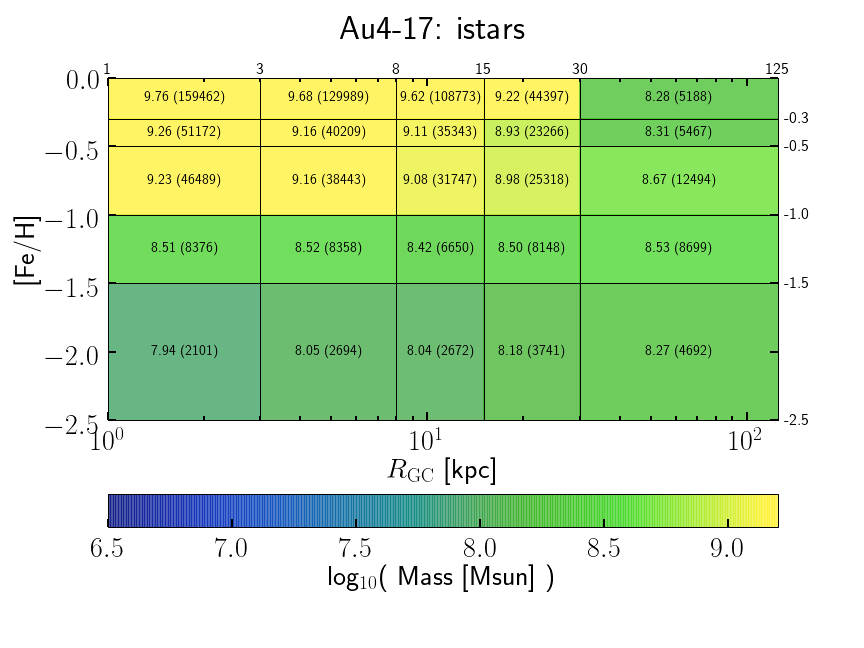 Au4-17: istars
1 3 8 15 30 125
0.0 9.76 (159462) 9.68 (129989) 9.62 (108773) 9.22 (44397) 8.28 (5188)
-0.3
9.26 (51172) 9.16 (40209) 9.11 (35343) 8.93 (23266) 8.31 (5467)
−0.5 -0.5
9.23 (46489) 9.16 (38443) 9.08 (31747) 8.98 (25318) 8.67 (12494)
−1.0 -1.0
[Fe/H]
8.51 (8376) 8.52 (8358) 8.42 (6650) 8.50 (8148) 8.53 (8699)
−1.5 -1.5
−2.0 7.94 (2101) 8.05 (2694) 8.04 (2672) 8.18 (3741) 8.27 (4692)
−2.5 -2.5
10⁰ 10¹ 10²
R_GC [kpc]
6.5 7.0 7.5 8.0 8.5 9.0
log₁₀( Mass [Msun] )